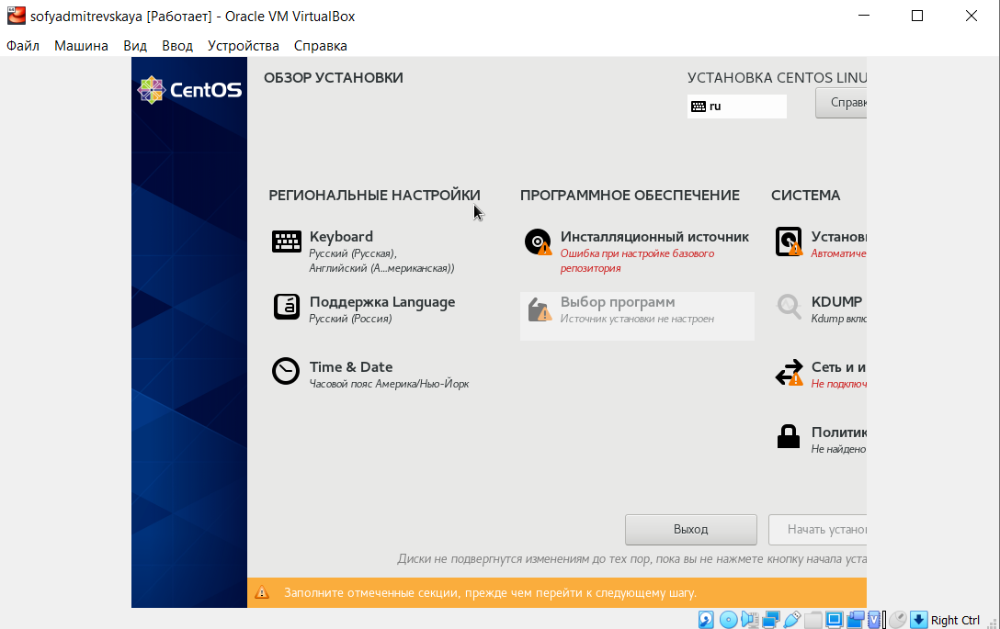 sofyadmitrevskaya [Работает] - Oracle VM VirtualBox
Файл Машина Вид Ввод Устройства Справка
CentOS
ОБЗОР УСТАНОВКИ
УСТАНОВКА CENTOS LINU
ru
Справк
РЕГИОНАЛЬНЫЕ НАСТРОЙКИ
ПРОГРАММНОЕ ОБЕСПЕЧЕНИЕ
СИСТЕМА
Keyboard
Русский (Русская),
Английский (А...мериканская))
Инсталляционный источник
Ошибка при настройке базового
репозитория
Установ
Автоматиче
Поддержка Language
Русский (Россия)
Выбор программ
Источник установки не настроен
KDUMP
Kdump вклю
Time & Date
Часовой пояс Америка/Нью-Йорк
Сеть и и
Не подключ
Политик
Не найдено
Выход
Начать устано
Диски не подвергнутся изменениям до тех пор, пока вы не нажмете кнопку начала уста
Заполните отмеченные секции, прежде чем перейти к следующему шагу.
Right Ctrl